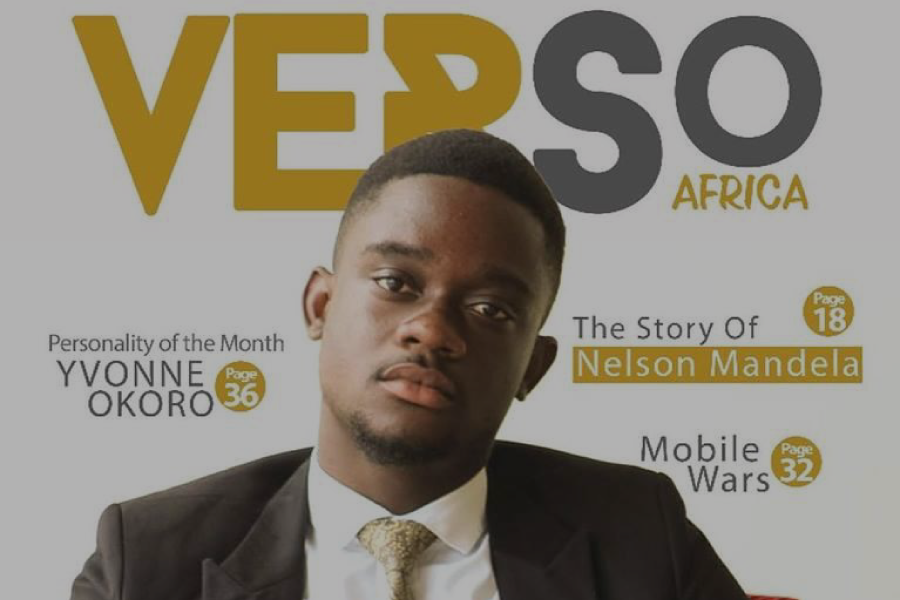 VERSO
AFRICA
Personality of the Month
YVONNE
OKORO
Page
36
The Story Of
Page
18
Nelson Mandela
Mobile
Wars
Page
32